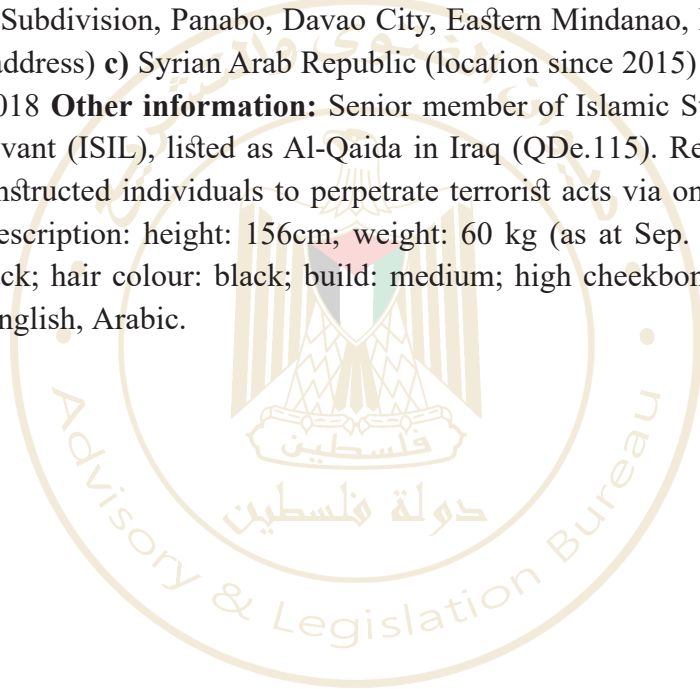 Subdivision, Panabo, Davao City, Eastern Mindanao,
address) c) Syrian Arab Republic (location since 2015)
018 Other information: Senior member of Islamic S
vant (ISIL), listed as Al-Qaida in Iraq (QDe.115). Re
nstructed individuals to perpetrate terrorist acts via on
escription: height: 156cm; weight: 60 kg (as at Sep.
ck; hair colour: black; build: medium; high cheekbon
nglish, Arabic.
فلسطين
دولة فلسطين
Advisory & Legislation Bureau